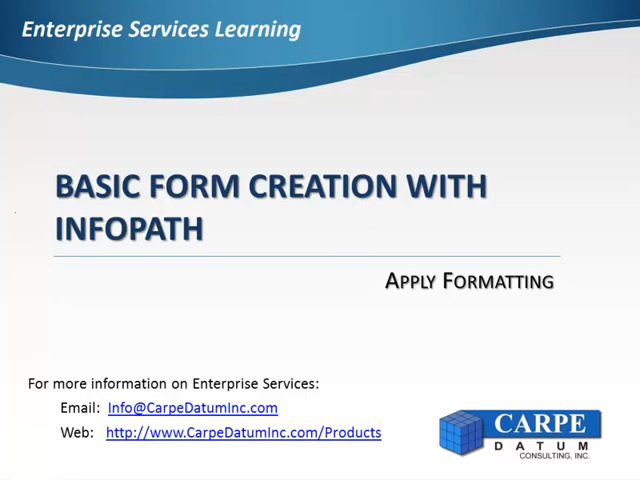 Enterprise Services Learning
BASIC FORM CREATION WITH
INFOPATH
APPLY FORMATTING
For more information on Enterprise Services:
Email: Info@CarpeDatumInc.com
Web: http://www.CarpeDatumInc.com/Products
CARPE
DATUM
CONSULTING, INC.